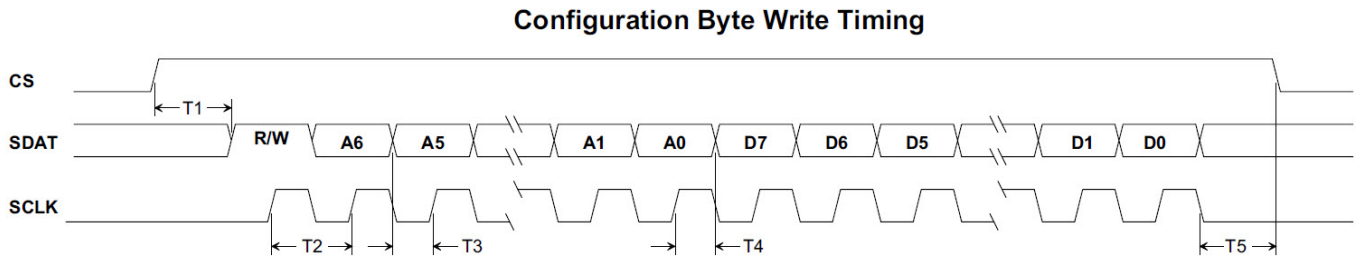 Configuration Byte Write Timing
CS
T1
SDAT R/W A6 A5 A1 A0 D7 D6 D5 D1 D0
SCLK
T2 T3 T4 T5